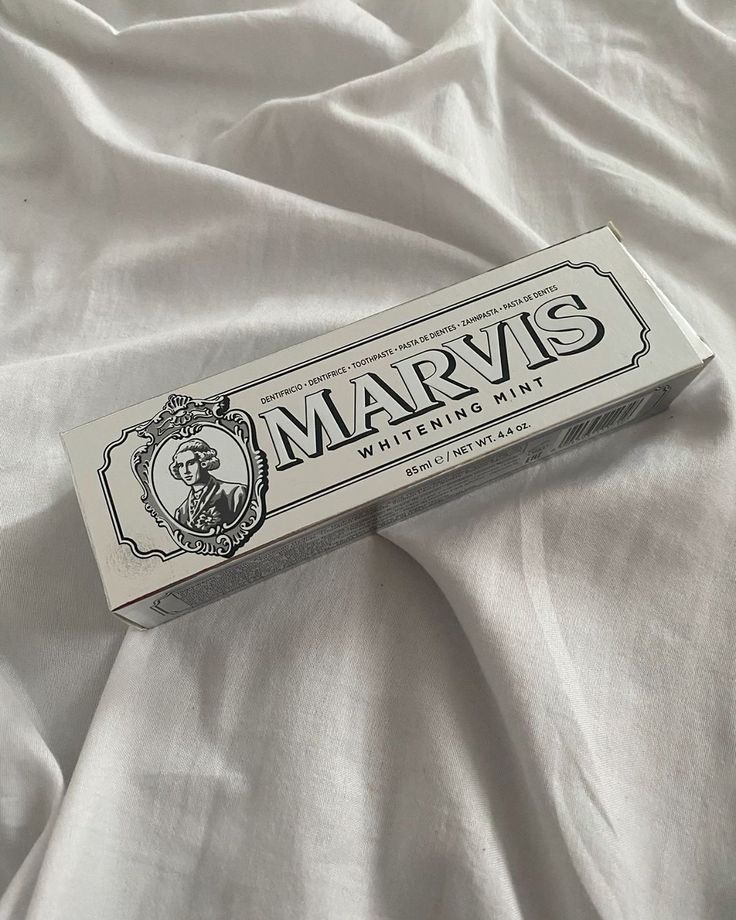 DENTIFRICIO • DENTIFRICE • TOOTHPASTE • PASTA DE DIENTES • ZAHNPASTA • PASTA DE DENTES
MARVIS
WHITENING MINT
85ml ℮ / NET WT. 4.4 oz.